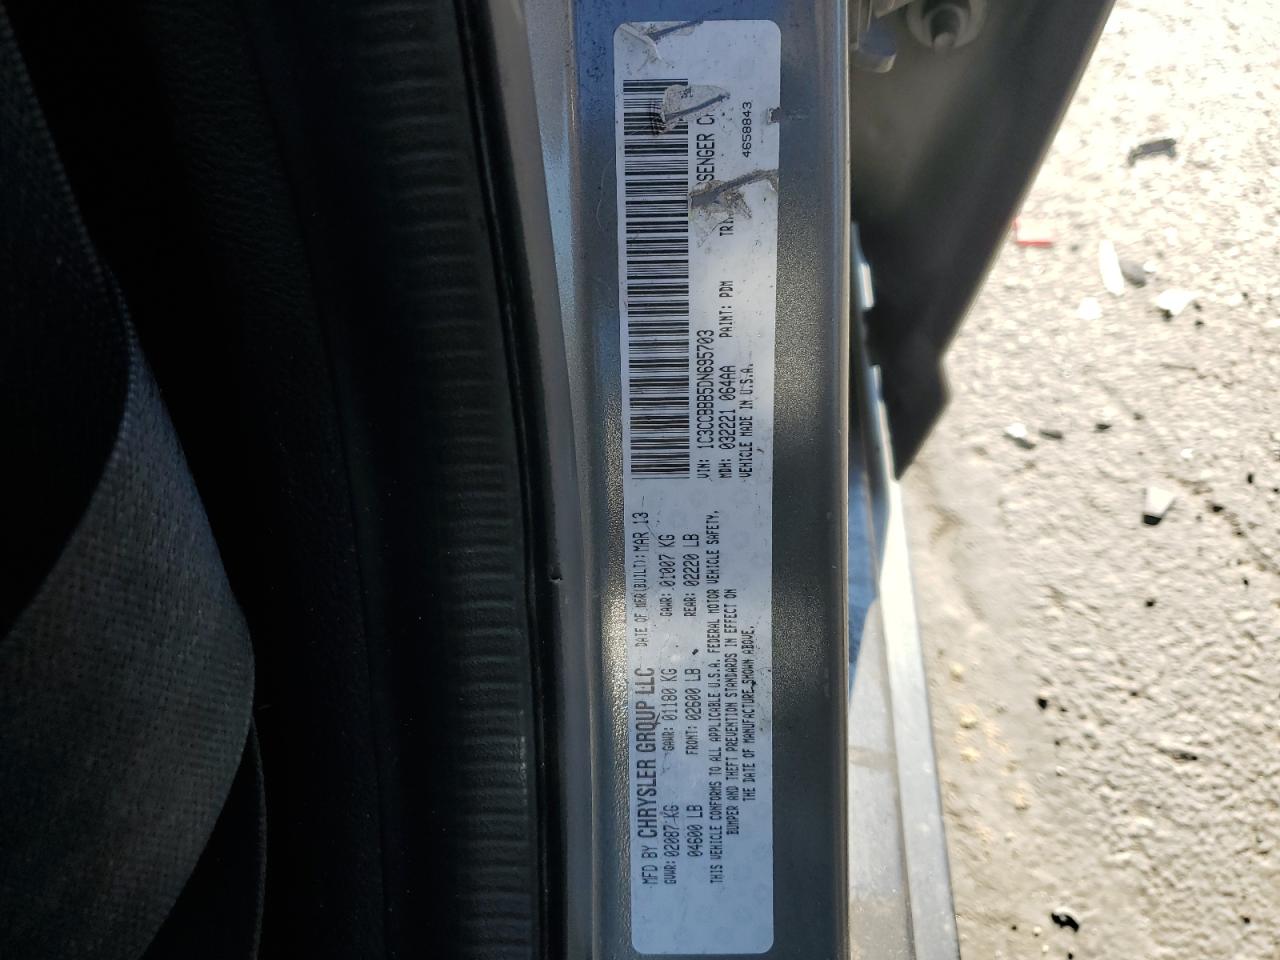 MFD BY CHRYSLER GROUP LLC DATE OF MFR(BUILT): MAR 13
GVWR: 02087 KG GAWR: 01180 KG GAWR: 01007 KG
04600 LB FRONT: 02600 LB REAR: 02220 LB
THIS VEHICLE CONFORMS TO ALL APPLICABLE U.S.A. FEDERAL MOTOR VEHICLE SAFETY,
BUMPER AND THEFT PREVENTION STANDARDS IN EFFECT ON
THE DATE OF MANUFACTURE SHOWN ABOVE.
VIN: 1C3CCBBB5DN695703
MDH: 032221 064AA PAINT: PDM
VEHICLE MADE IN U.S.A.
4658843